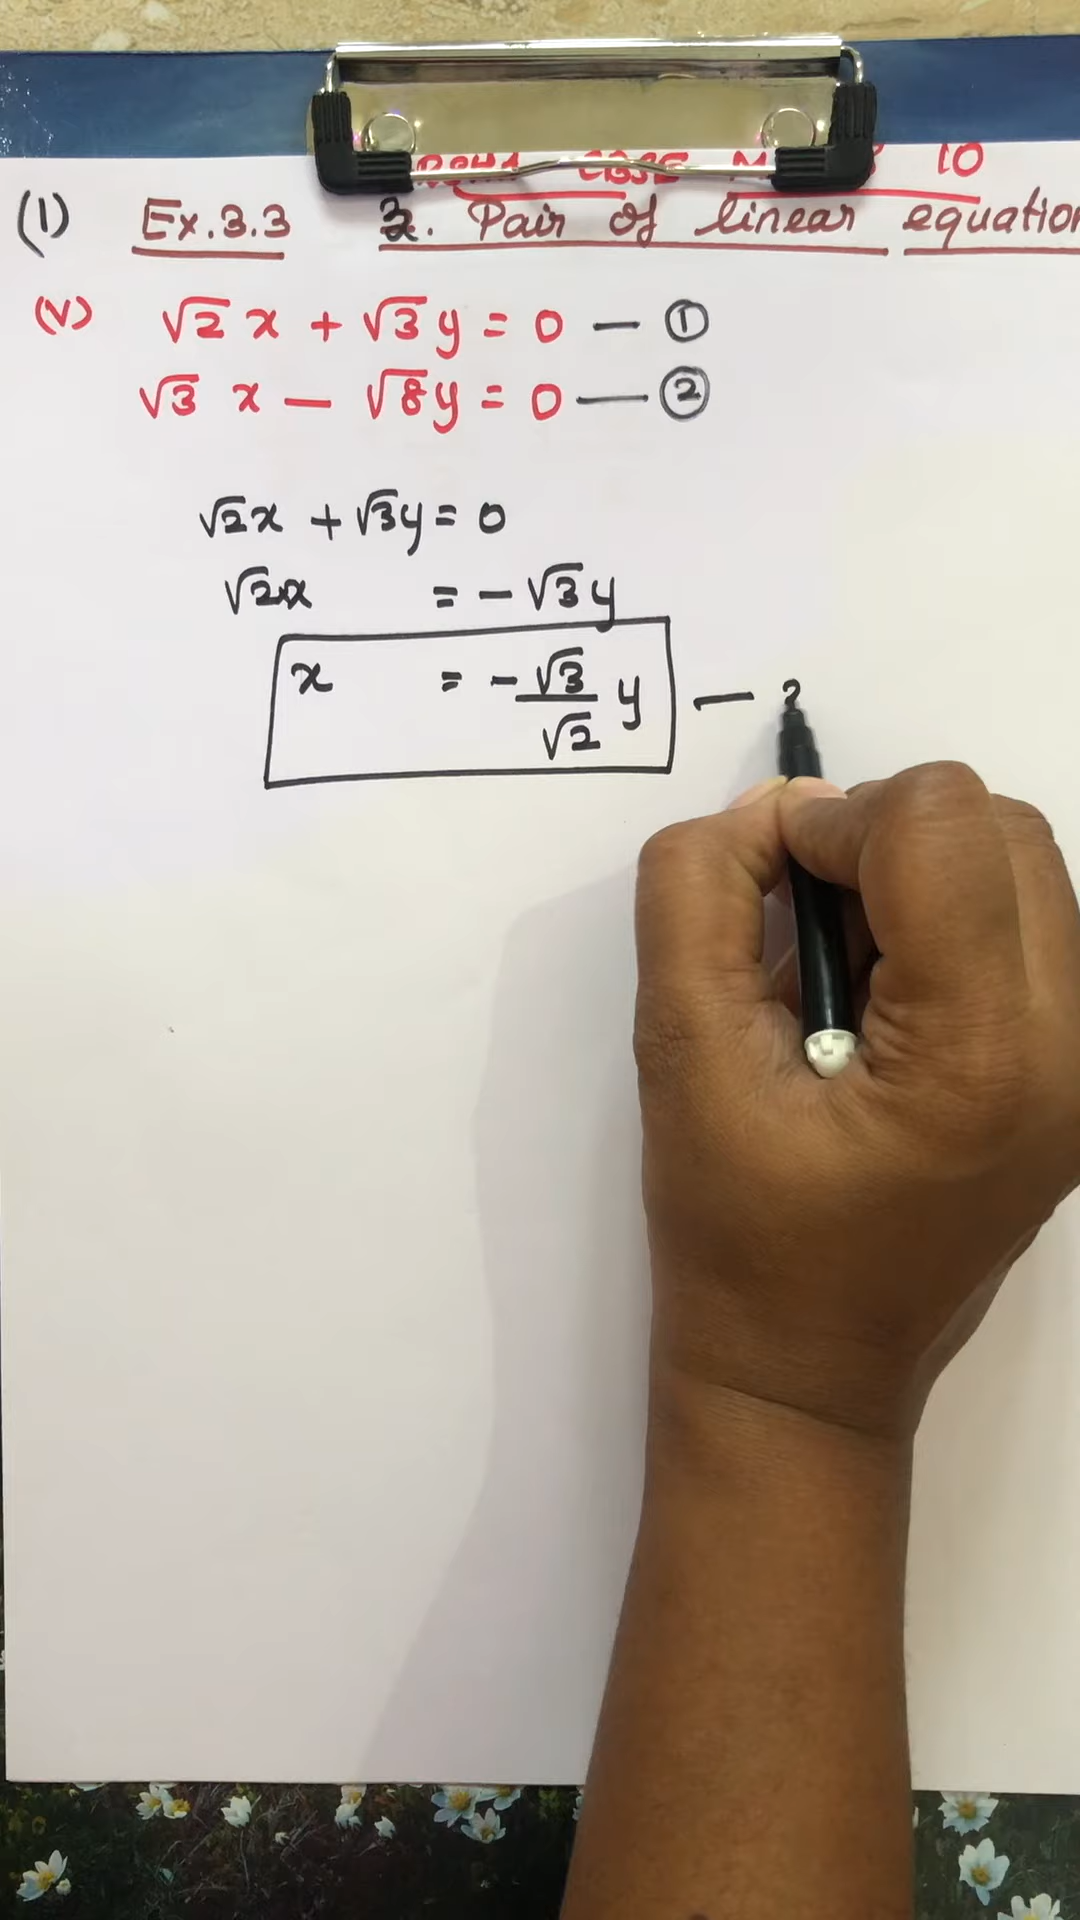 CBSE 10
(1) Ex.3.3 3. Pair of linear equation
(v) √2 x + √3 y = 0 — ①
√3 x — √8 y = 0 — ②
√2x + √3y = 0
√2x = - √3 y
x = - √3/√2 y —